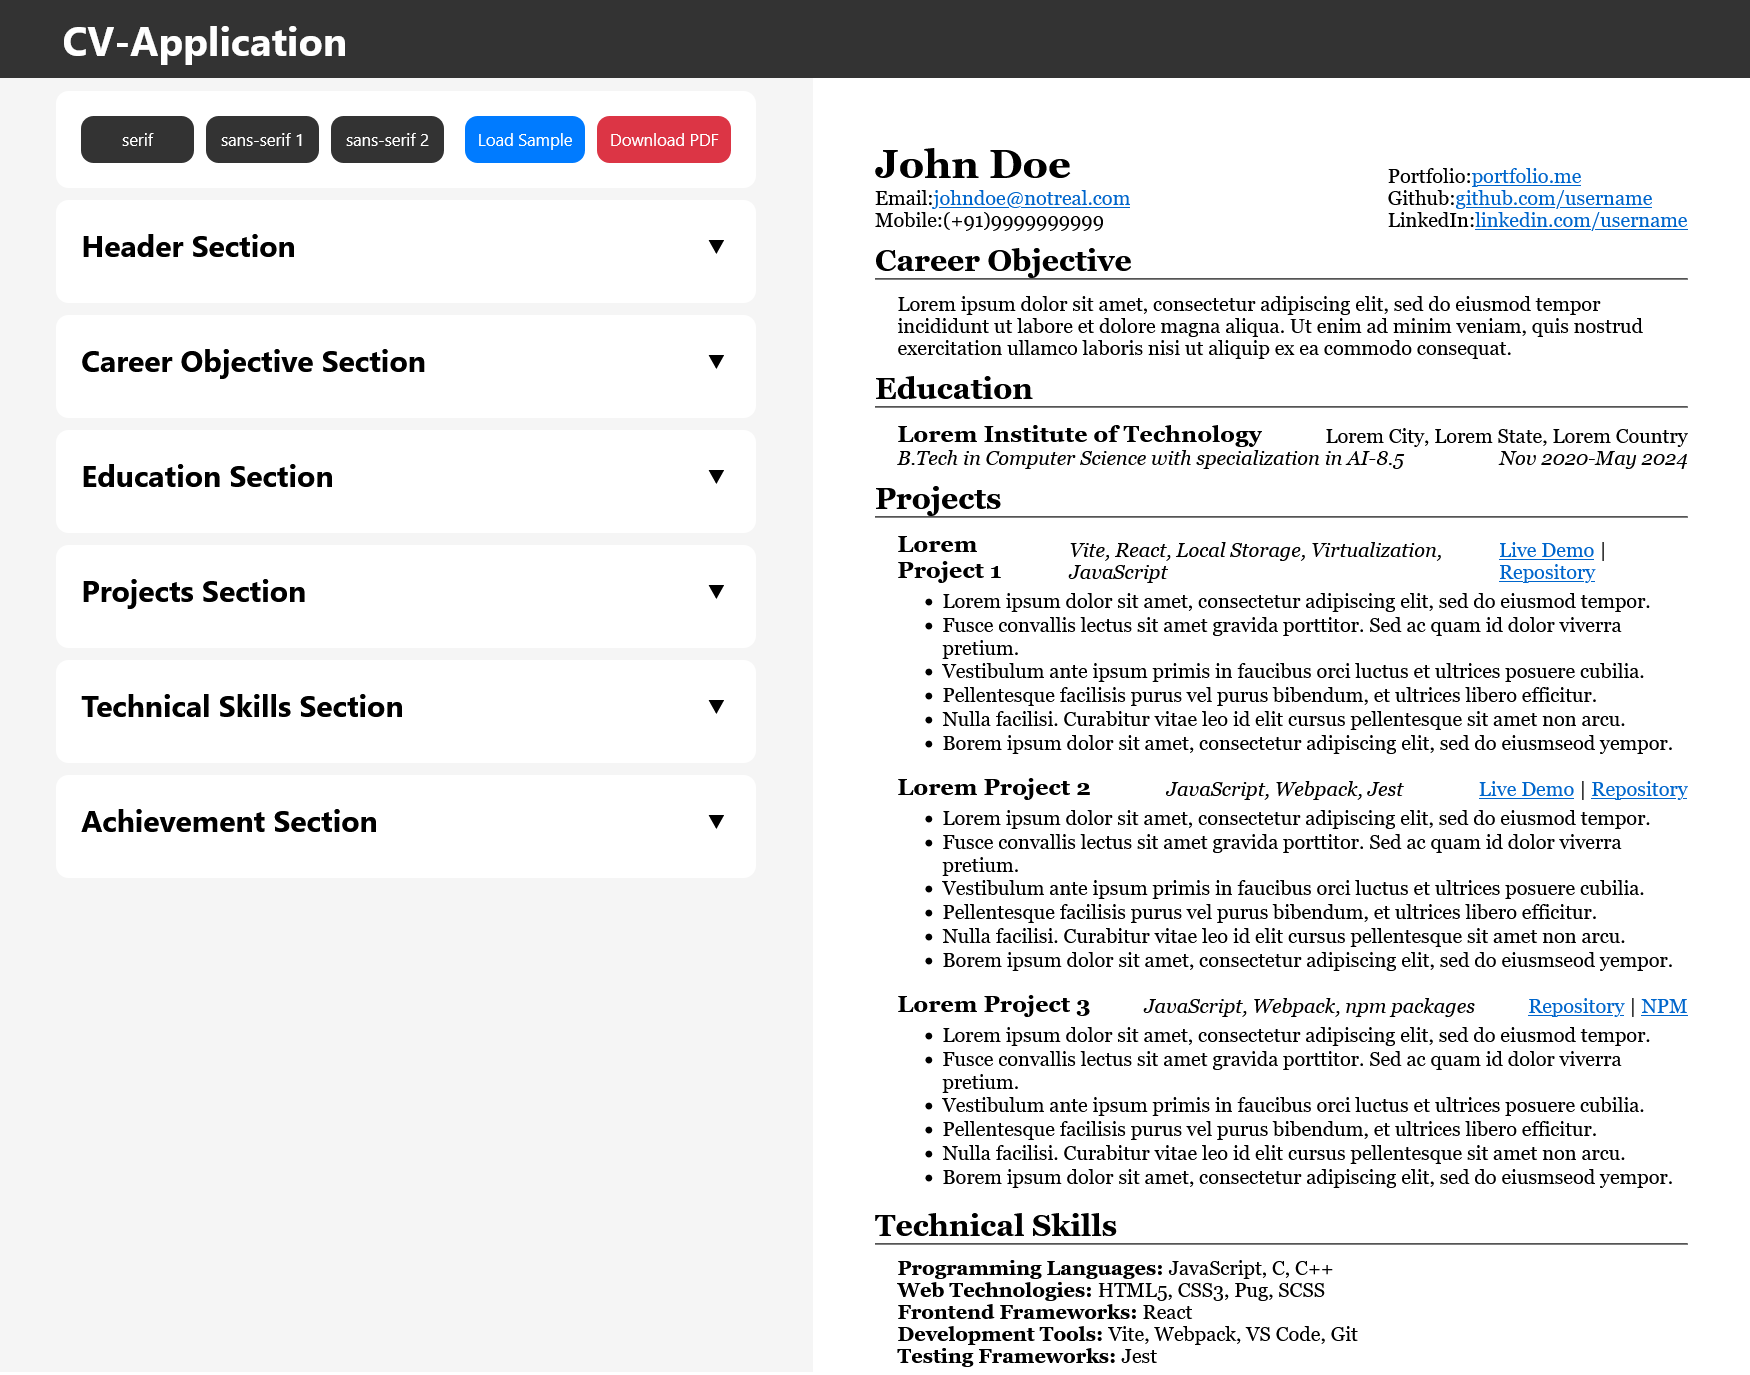 CV-Application
serif
sans-serif 1
sans-serif 2
Load Sample
Download PDF
Header Section
Career Objective Section
Education Section
Projects Section
Technical Skills Section
Achievement Section
John Doe
Email:johndoe@notreal.com
Mobile:(+91)9999999999
Portfolio:portfolio.me
Github:github.com/username
LinkedIn:linkedin.com/username
Career Objective
Lorem ipsum dolor sit amet, consectetur adipiscing elit, sed do eiusmod tempor
incididunt ut labore et dolore magna aliqua. Ut enim ad minim veniam, quis nostrud
exercitation ullamco laboris nisi ut aliquip ex ea commodo consequat.
Education
Lorem Institute of Technology Lorem City, Lorem State, Lorem Country
B.Tech in Computer Science with specialization in AI-8.5 Nov 2020-May 2024
Projects
Lorem
Project 1
Vite, React, Local Storage, Virtualization,
JavaScript
Live Demo |
Repository
• Lorem ipsum dolor sit amet, consectetur adipiscing elit, sed do eiusmod tempor.
• Fusce convallis lectus sit amet gravida porttitor. Sed ac quam id dolor viverra
pretium.
• Vestibulum ante ipsum primis in faucibus orci luctus et ultrices posuere cubilia.
• Pellentesque facilisis purus vel purus bibendum, et ultrices libero efficitur.
• Nulla facilisi. Curabitur vitae leo id elit cursus pellentesque sit amet non arcu.
• Borem ipsum dolor sit amet, consectetur adipiscing elit, sed do eiusmseod yempor.
Lorem Project 2 JavaScript, Webpack, Jest Live Demo | Repository
• Lorem ipsum dolor sit amet, consectetur adipiscing elit, sed do eiusmod tempor.
• Fusce convallis lectus sit amet gravida porttitor. Sed ac quam id dolor viverra
pretium.
• Vestibulum ante ipsum primis in faucibus orci luctus et ultrices posuere cubilia.
• Pellentesque facilisis purus vel purus bibendum, et ultrices libero efficitur.
• Nulla facilisi. Curabitur vitae leo id elit cursus pellentesque sit amet non arcu.
• Borem ipsum dolor sit amet, consectetur adipiscing elit, sed do eiusmseod yempor.
Lorem Project 3 JavaScript, Webpack, npm packages Repository | NPM
• Lorem ipsum dolor sit amet, consectetur adipiscing elit, sed do eiusmod tempor.
• Fusce convallis lectus sit amet gravida porttitor. Sed ac quam id dolor viverra
pretium.
• Vestibulum ante ipsum primis in faucibus orci luctus et ultrices posuere cubilia.
• Pellentesque facilisis purus vel purus bibendum, et ultrices libero efficitur.
• Nulla facilisi. Curabitur vitae leo id elit cursus pellentesque sit amet non arcu.
• Borem ipsum dolor sit amet, consectetur adipiscing elit, sed do eiusmseod yempor.
Technical Skills
Programming Languages: JavaScript, C, C++
Web Technologies: HTML5, CSS3, Pug, SCSS
Frontend Frameworks: React
Development Tools: Vite, Webpack, VS Code, Git
Testing Frameworks: Jest